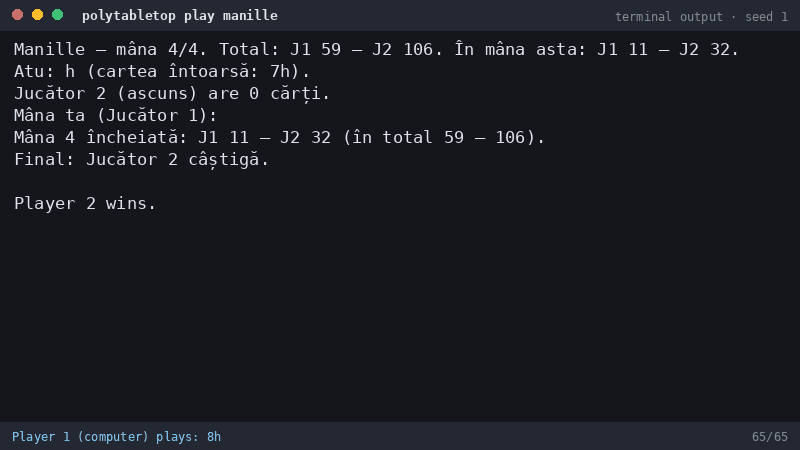 polytabletop play manille
terminal output · seed 1
Manille — mâna 4/4. Total: J1 59 — J2 106. În mâna asta: J1 11 — J2 32.
Atu: h (cartea întoarsă: 7h).
Jucător 2 (ascuns) are 0 cărți.
Mâna ta (Jucător 1):
Mâna 4 încheiată: J1 11 — J2 32 (în total 59 — 106).
Final: Jucător 2 câștigă.
Player 2 wins.
Player 1 (computer) plays: 8h
65/65